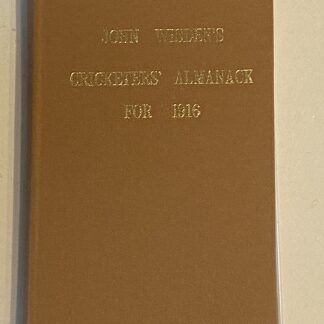 JOHN WISDEN'S
CRICKETERS' ALMANACK
FOR 1916